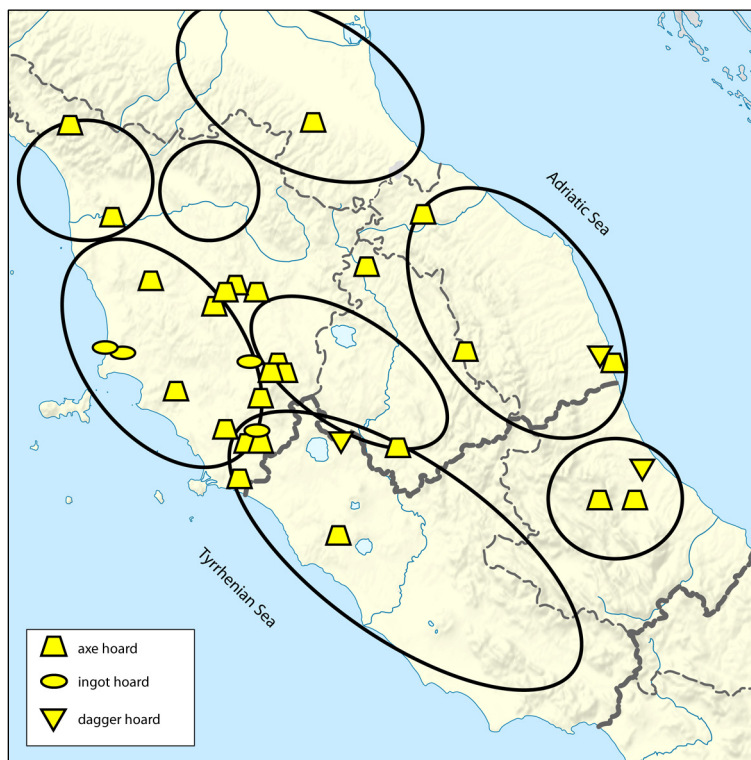 Adriatic Sea
Tyrrhenian Sea
axe hoard
ingot hoard
dagger hoard